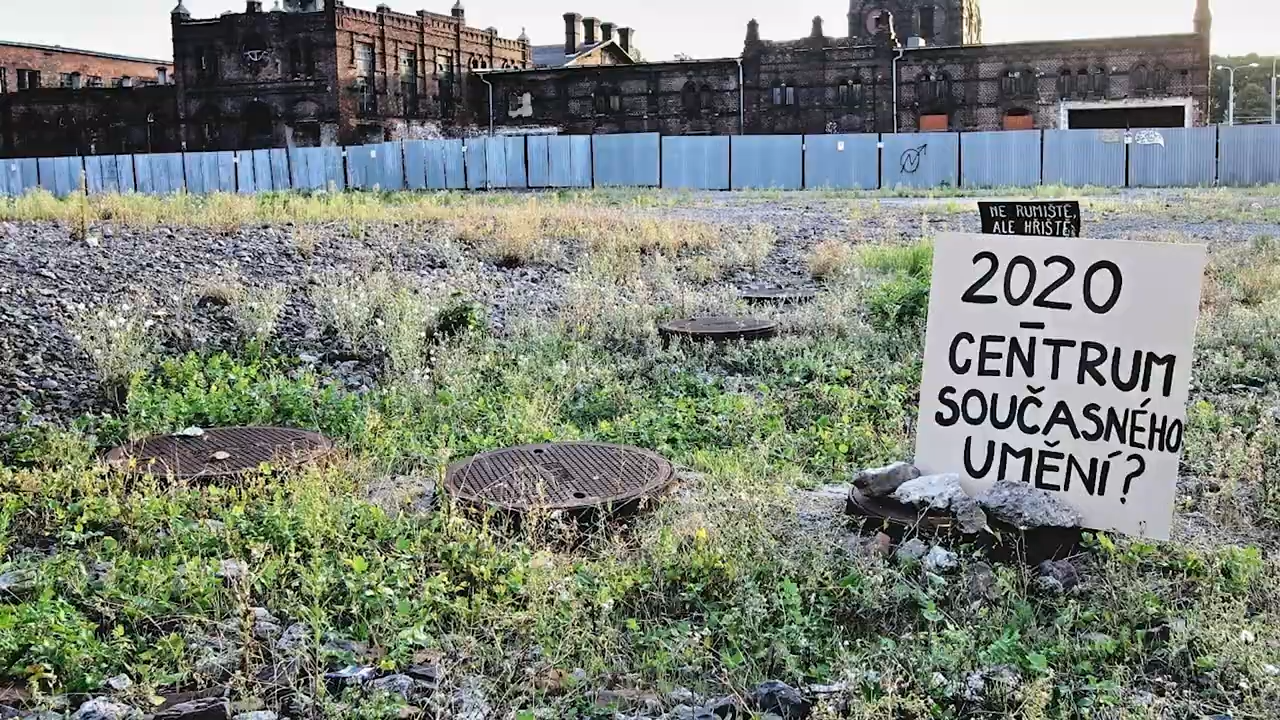 NE RUMIŠTĚ,
ALE HŘIŠTĚ.
2020
–
CENTRUM
SOUČASNÉHO
UMĚNÍ?